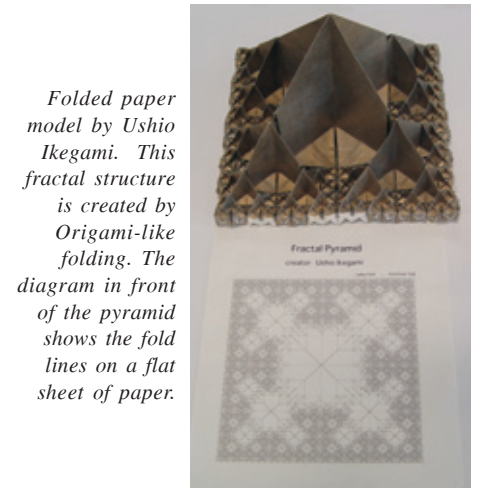 Folded paper
model by Ushio
Ikegami. This
fractal structure
is created by
Origami-like
folding. The
diagram in front
of the pyramid
shows the fold
lines on a flat
sheet of paper.
Fractal Pyramid
creator Ushio Ikegami